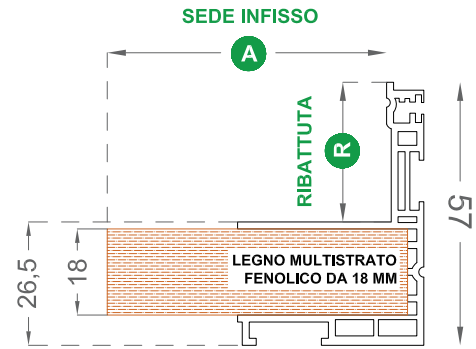 SEDE INFISSO
A
RIBATTUTA
R
57
26,5
18
LEGNO MULTISTRATO
FENOLICO DA 18 MM